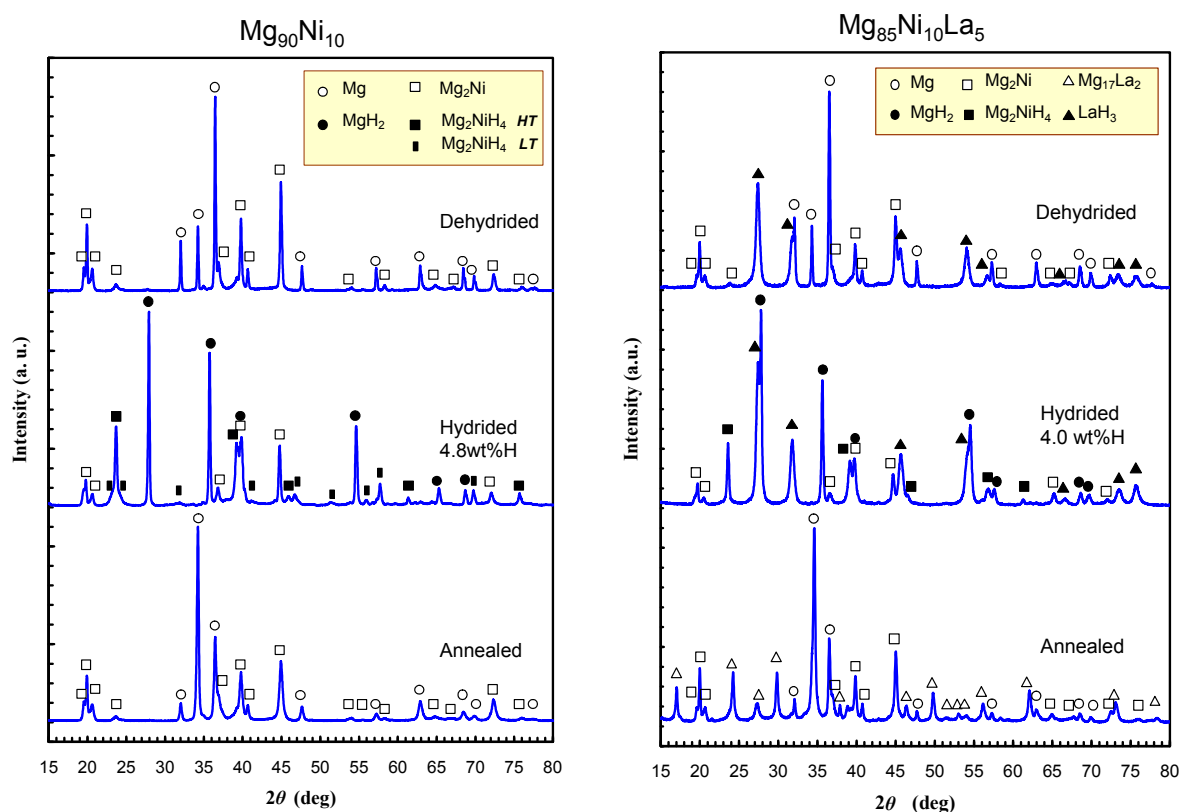 Mg₉₀Ni₁₀
○ Mg □ Mg₂Ni
● MgH₂ ■ Mg₂NiH₄ HT
▮ Mg₂NiH₄ LT
Dehydrided
Hydrided
4.8wt%H
Annealed
Intensity (a. u.)
15 20 25 30 35 40 45 50 55 60 65 70 75 80
2θ (deg)
Mg₈₅Ni₁₀La₅
○ Mg □ Mg₂Ni △ Mg₁₇La₂
● MgH₂ ■ Mg₂NiH₄ ▲ LaH₃
Dehydrided
Hydrided
4.0 wt%H
Annealed
Intensity (a.u.)
15 20 25 30 35 40 45 50 55 60 65 70 75 80
2θ (deg)